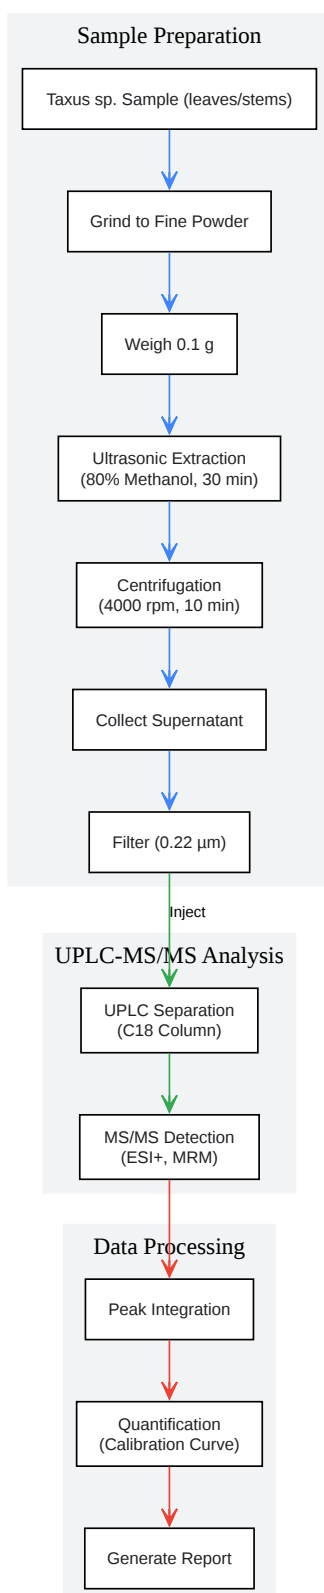 Sample Preparation
Taxus sp. Sample (leaves/stems)
Grind to Fine Powder
Weigh 0.1 g
Ultrasonic Extraction
(80% Methanol, 30 min)
Centrifugation
(4000 rpm, 10 min)
Collect Supernatant
Filter (0.22 µm)
Inject
UPLC-MS/MS Analysis
UPLC Separation
(C18 Column)
MS/MS Detection
(ESI+, MRM)
Data Processing
Peak Integration
Quantification
(Calibration Curve)
Generate Report